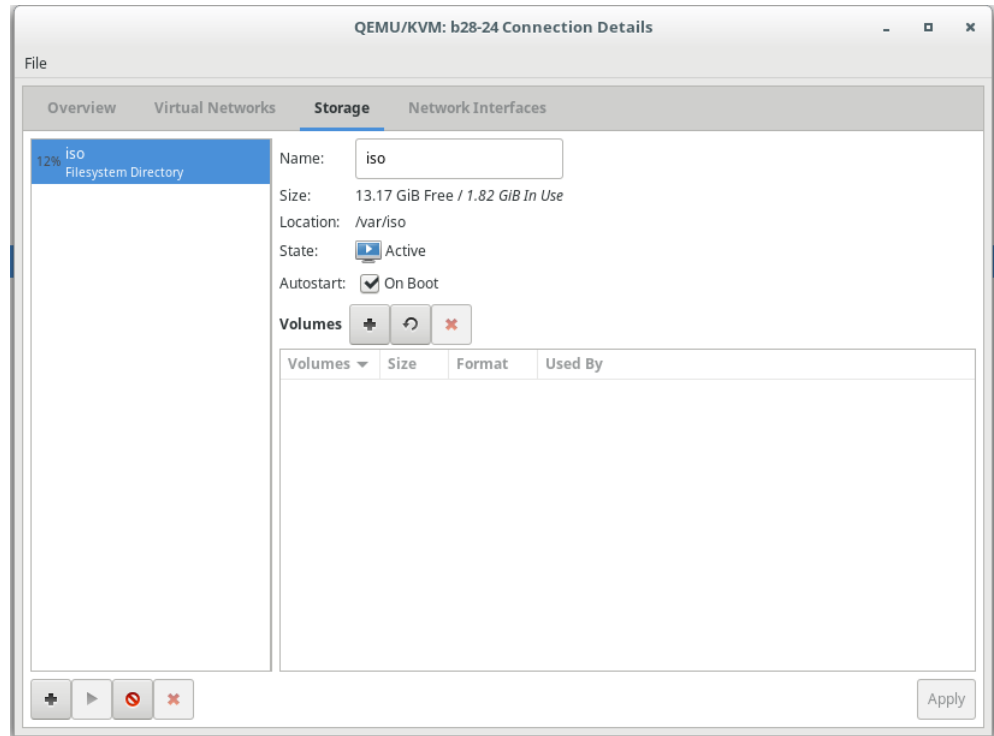 QEMU/KVM: b28-24 Connection Details
File
Overview Virtual Networks Storage Network Interfaces
12% iso
Filesystem Directory
Name: iso
Size: 13.17 GiB Free / 1.82 GiB In Use
Location: /var/iso
State: Active
Autostart: On Boot
Volumes
Volumes Size Format Used By
Apply